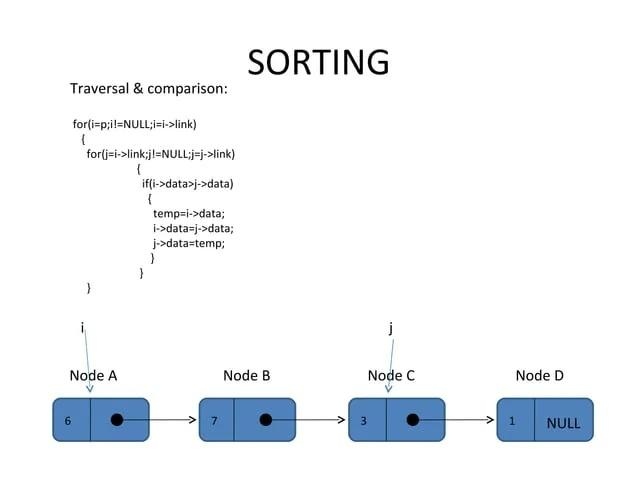 SORTING
Traversal & comparison:
for(i=p;i!=NULL;i=i->link)
{
for(j=i->link;j!=NULL;j=j->link)
{
if(i->data>j->data)
{
temp=i->data;
i->data=j->data;
j->data=temp;
}
}
}
i j
Node A Node B Node C Node D
6 7 3 1 NULL